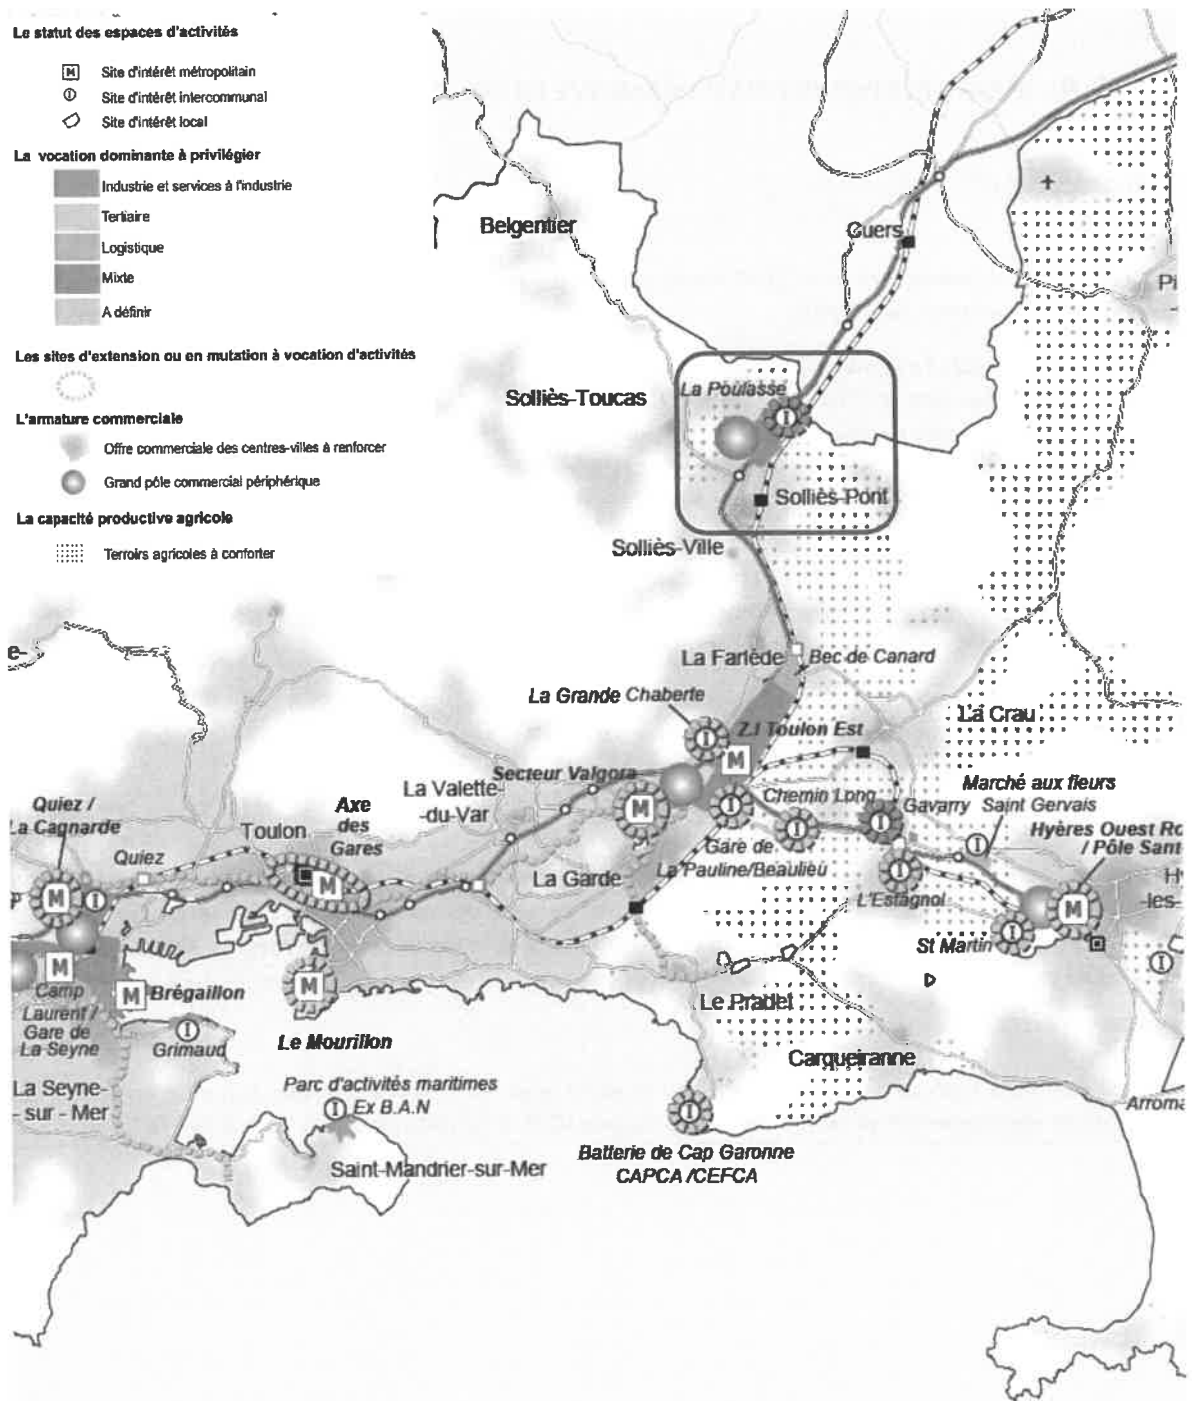 Le statut des espaces d'activités
M Site d'intérêt métropolitain
I Site d'intérêt intercommunal
Site d'intérêt local
La vocation dominante à privilégier
Industrie et services à l'industrie
Tertiaire
Logistique
Mixte
A définir
Les sites d'extension ou en mutation à vocation d'activités
L'armature commerciale
Offre commerciale des centres-villes à renforcer
Grand pôle commercial périphérique
La capacité productive agricole
Terroirs agricoles à conforter
Belgentier
Cuers
Pi
La Poulasse
I
Solliès-Toucas
Solliès-Pont
Solliès-Ville
e-
La Farlède
Bec de Canard
La Grande Chaberte
I
La Crau
Z.I Toulon Est
M
Secteur Valgora
M
La Valette-
-du-Var
Marché aux fleurs
Chemin Long
I
Gavarry
I
Saint Gervais
I
Quiez /
La Cagnarde
Axe
des
Gares
Toulon
Quiez
Hyères Ouest Ro
/ Pôle Sant
Gare de
La Pauline/Beaulieu
I
La Garde
L'Estagnol
I
M
I
M
M
les-
St Martin
I
I
M
Camp
Laurent /
Gare de
La Seyne
M
Brégaillon
M
Le Mourillon
Grimaud
I
Le Pradet
Carqueiranne
La Seyne-
- sur - Mer
Parc d'activités maritimes
I
Ex B.A.N
Arroma
I
Batterie de Cap Garonne
CAPCA /CEFCA
Saint-Mandrier-sur-Mer